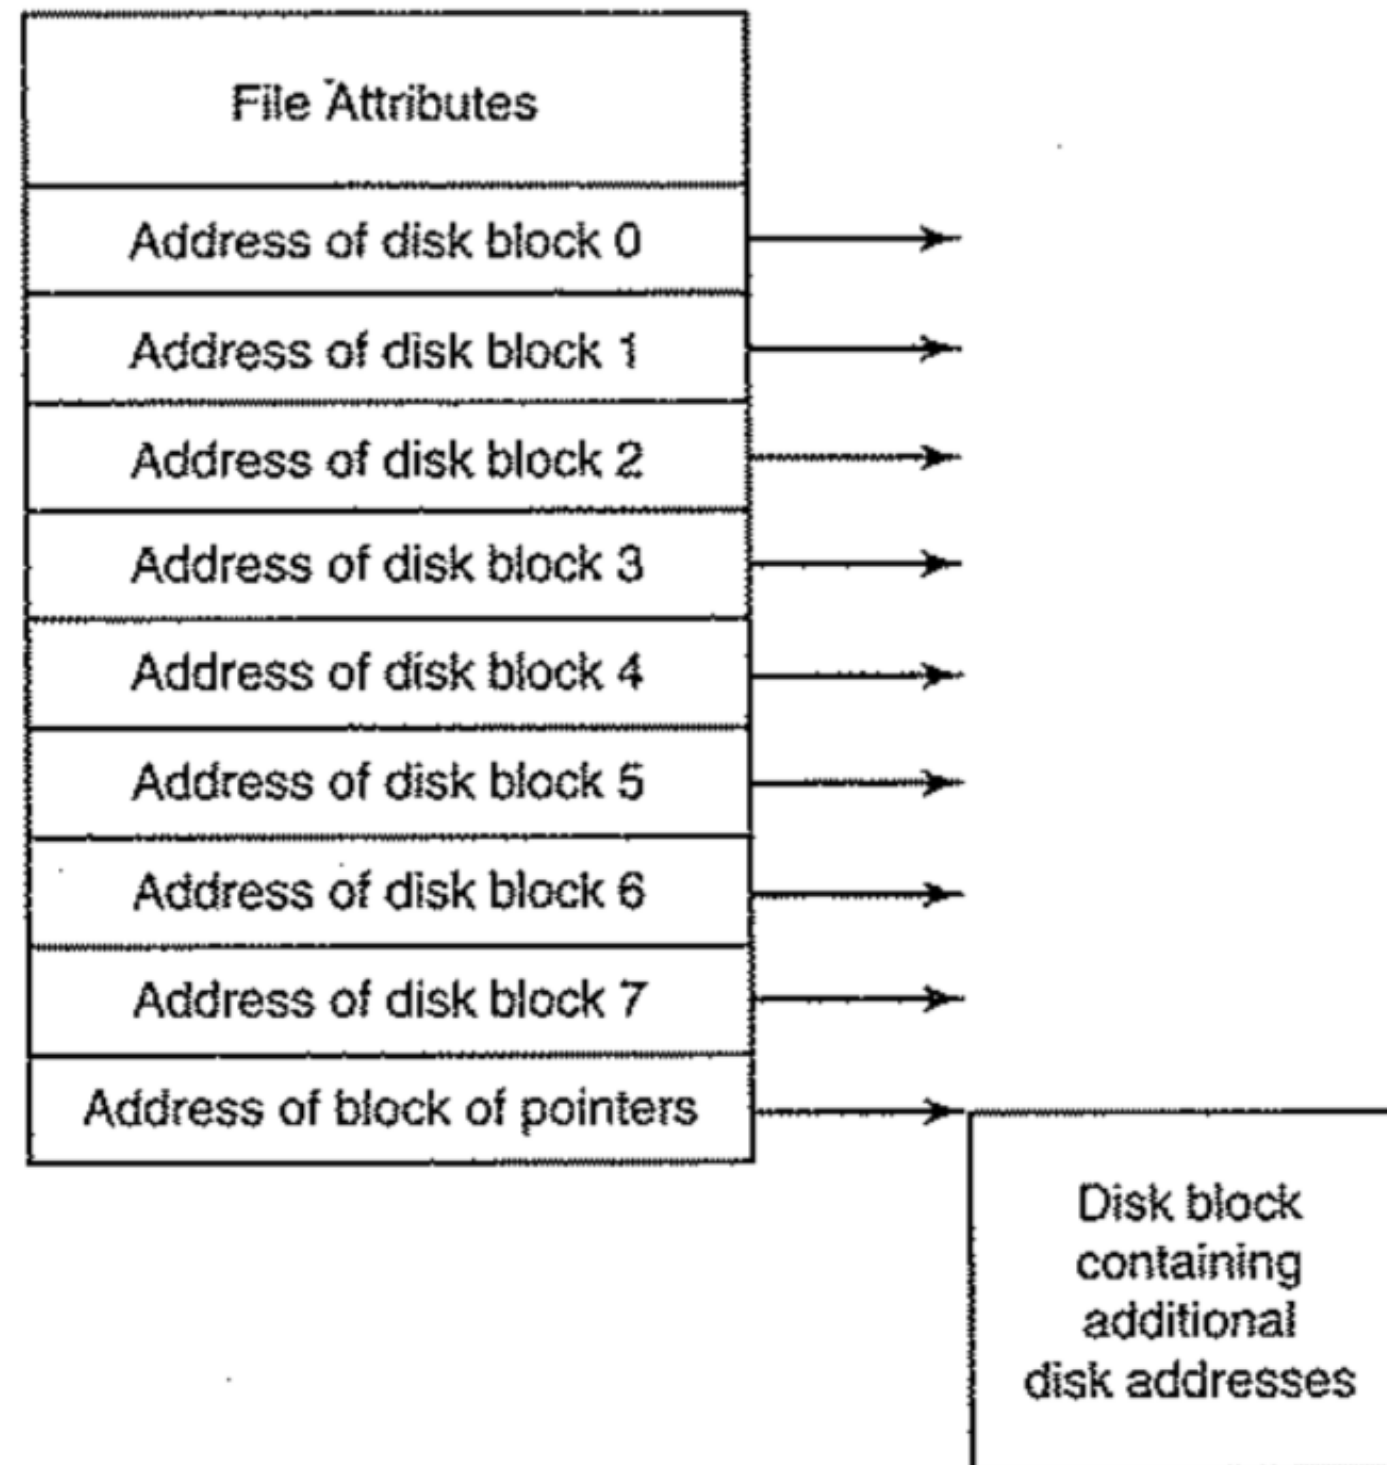 File Attributes
Address of disk block 0
Address of disk block 1
Address of disk block 2
Address of disk block 3
Address of disk block 4
Address of disk block 5
Address of disk block 6
Address of disk block 7
Address of block of pointers
Disk block
containing
additional
disk addresses